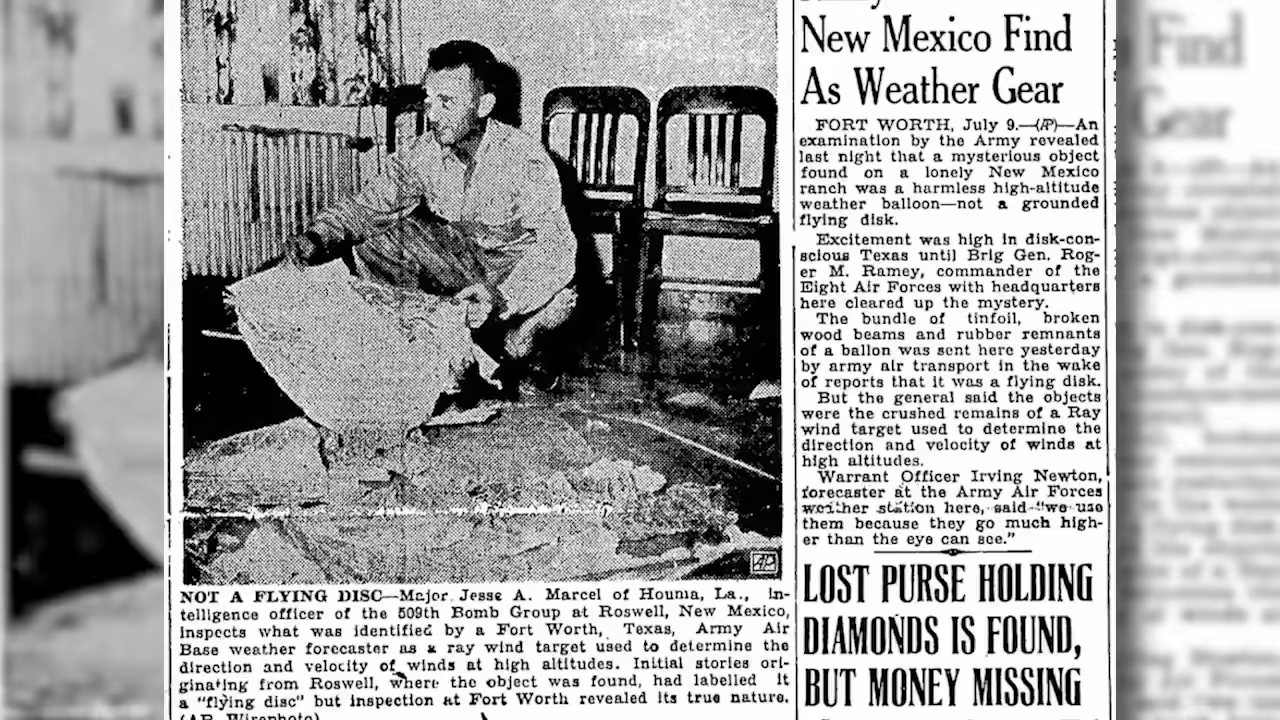 New Mexico Find
As Weather Gear
FORT WORTH, July 9.—(AP)—An
examination by the Army revealed
last night that a mysterious object
found on a lonely New Mexico
ranch was a harmless high-altitude
weather balloon—not a grounded
flying disk.
Excitement was high in disk-con-
scious Texas until Brig Gen. Rog-
er M. Ramey, commander of the
Eight Air Forces with headquarters
here cleared up the mystery.
The bundle of tinfoil, broken
wood beams and rubber remnants
of a ballon was sent here yesterday
by army air transport in the wake
of reports that it was a flying disk.
But the general said the objects
were the crushed remains of a Ray
wind target used to determine the
direction and velocity of winds at
high altitudes.
Warrant Officer Irving Newton,
forecaster at the Army Air Forces
weither station here, said "we use
them because they go much high-
er than the eye can see."
LOST PURSE HOLDING
DIAMONDS IS FOUND,
BUT MONEY MISSING
AP
NOT A FLYING DISC—Major Jesse A. Marcel of Houma, La., in-
telligence officer of the 509th Bomb Group at Roswell, New Mexico,
inspects what was identified by a Fort Worth, Texas, Army Air
Base weather forecaster as a ray wind target used to determine the
direction and velocity of winds at high altitudes. Initial stories ori-
ginating from Roswell, where the object was found, had labelled it
a "flying disc" but inspection at Fort Worth revealed its true nature.
(AP Wirephoto)
Find
Gear